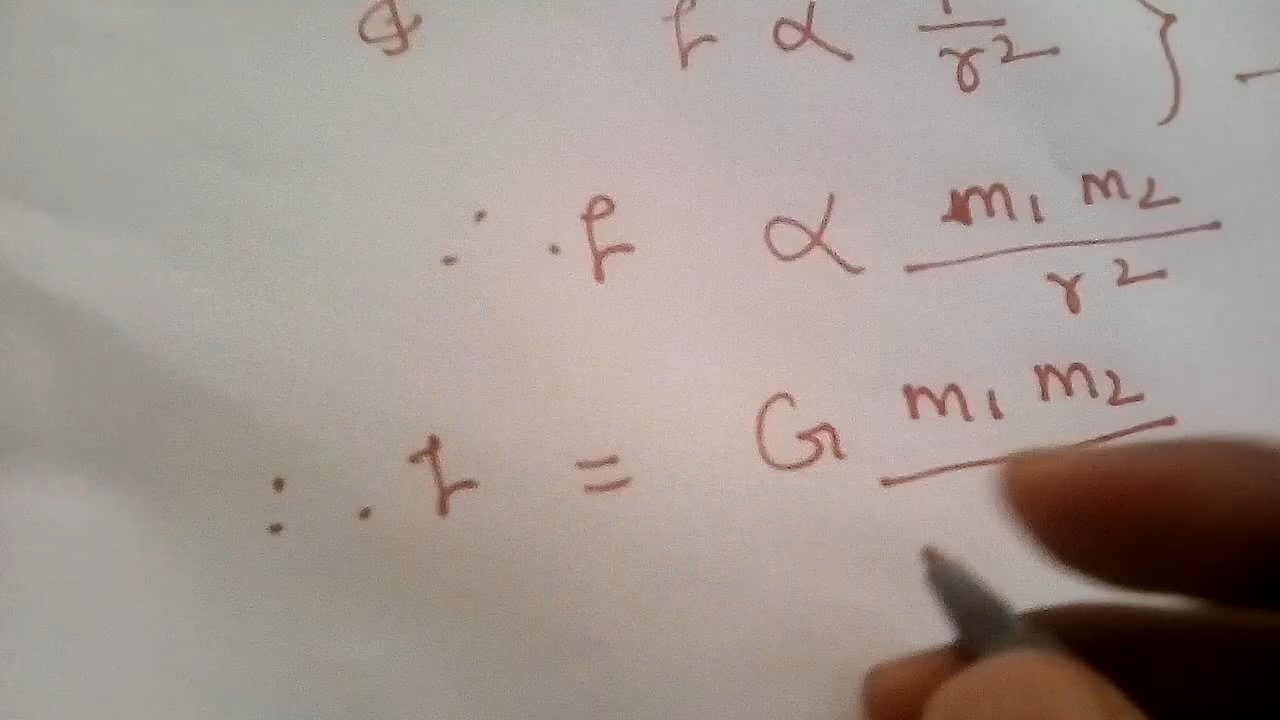 & f ∝ 1/r² } -
∴ f ∝ m₁ m₂ / r²
∴ f = G m₁ m₂